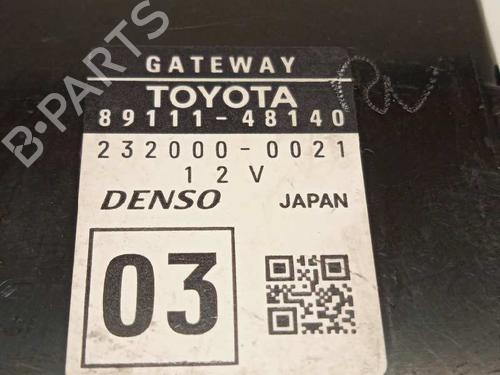 GATEWAY
TOYOTA
89111-48140
232000-0021
12V
DENSO JAPAN
03
B-PARTS